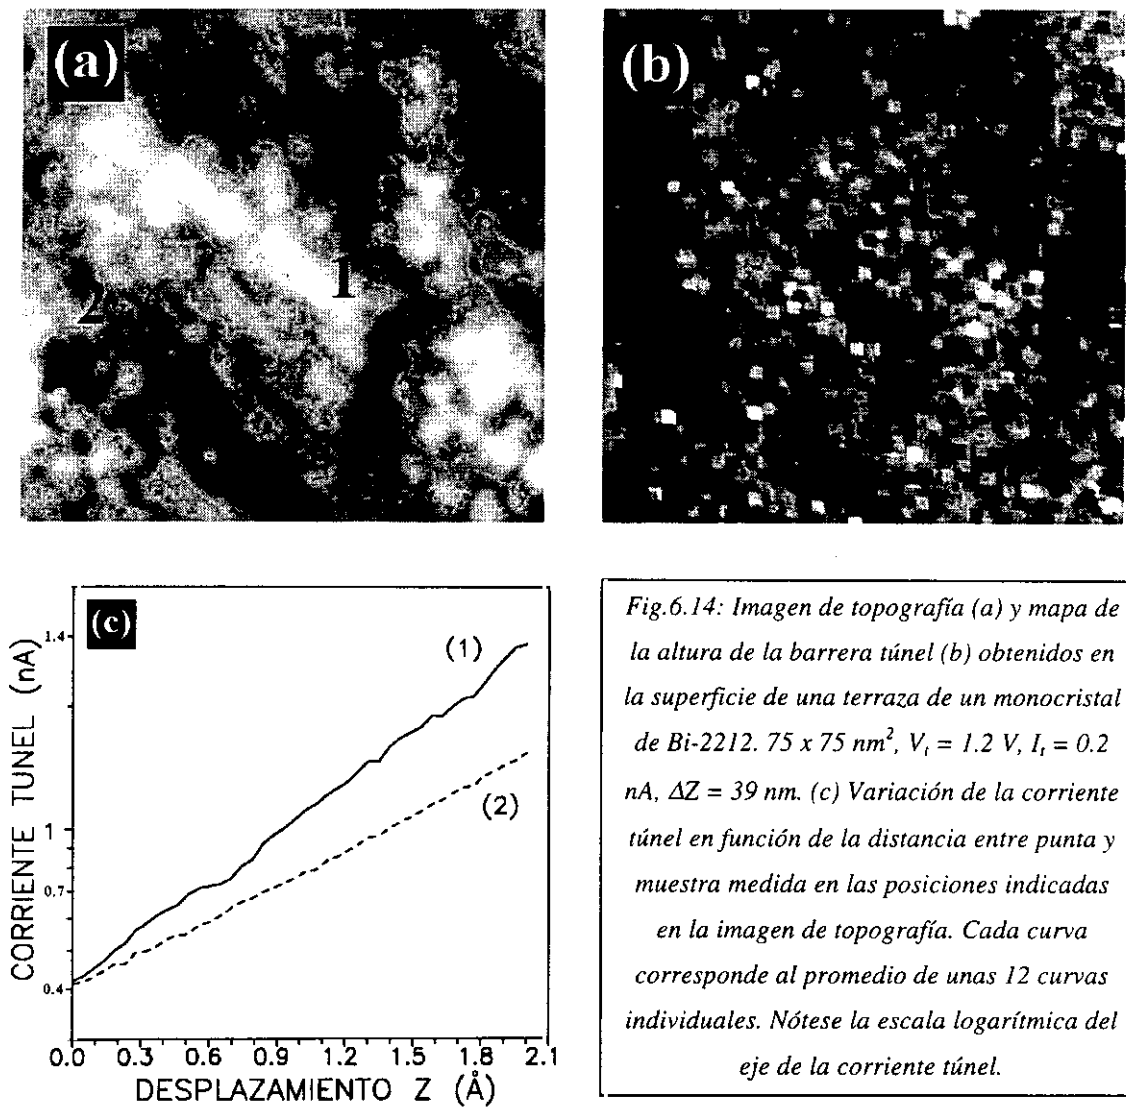 (a)
(b)
1
2
(c)
CORRIENTE TUNEL (nA)
1.4
1
0.7
0.4
(1)
(2)
0.0 0.3 0.6 0.9 1.2 1.5 1.8 2.1
DESPLAZAMIENTO Z (Å)
Fig.6.14: Imagen de topografía (a) y mapa de
la altura de la barrera túnel (b) obtenidos en
la superficie de una terraza de un monocristal
de Bi-2212. 75 x 75 nm², Vₜ = 1.2 V, Iₜ = 0.2
nA, ΔZ = 39 nm. (c) Variación de la corriente
túnel en función de la distancia entre punta y
muestra medida en las posiciones indicadas
en la imagen de topografía. Cada curva
corresponde al promedio de unas 12 curvas
individuales. Nótese la escala logarítmica del
eje de la corriente túnel.